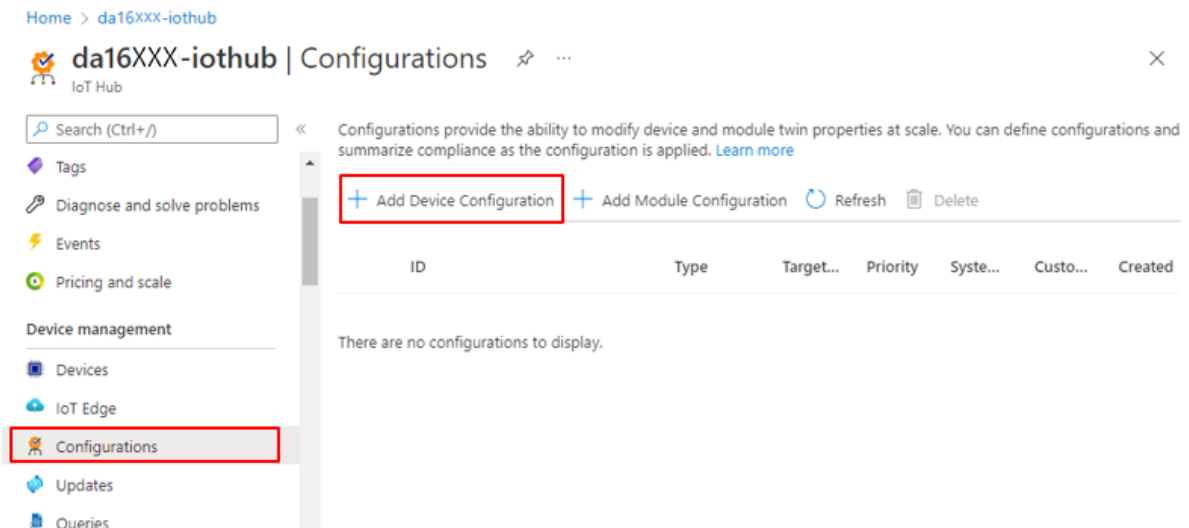 Home > da16XXX-iothub
da16XXX-iothub | Configurations
IoT Hub
Search (Ctrl+/)
Tags
Diagnose and solve problems
Events
Pricing and scale
Device management
Devices
IoT Edge
Configurations
Updates
Queries
Configurations provide the ability to modify device and module twin properties at scale. You can define configurations and
summarize compliance as the configuration is applied. Learn more
Add Device Configuration
Add Module Configuration
Refresh
Delete
ID Type Target... Priority Syste... Custo... Created
There are no configurations to display.